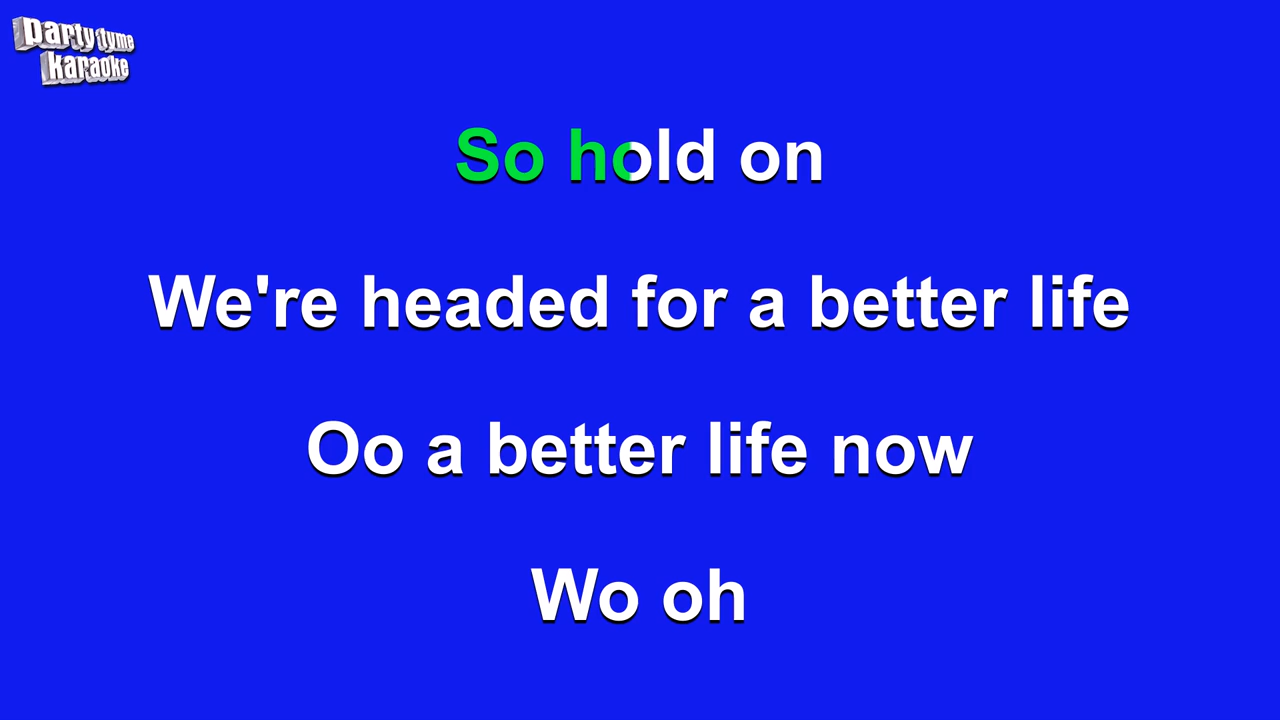 party tyme
karaoke
So hold on
We're headed for a better life
Oo a better life now
Wo oh